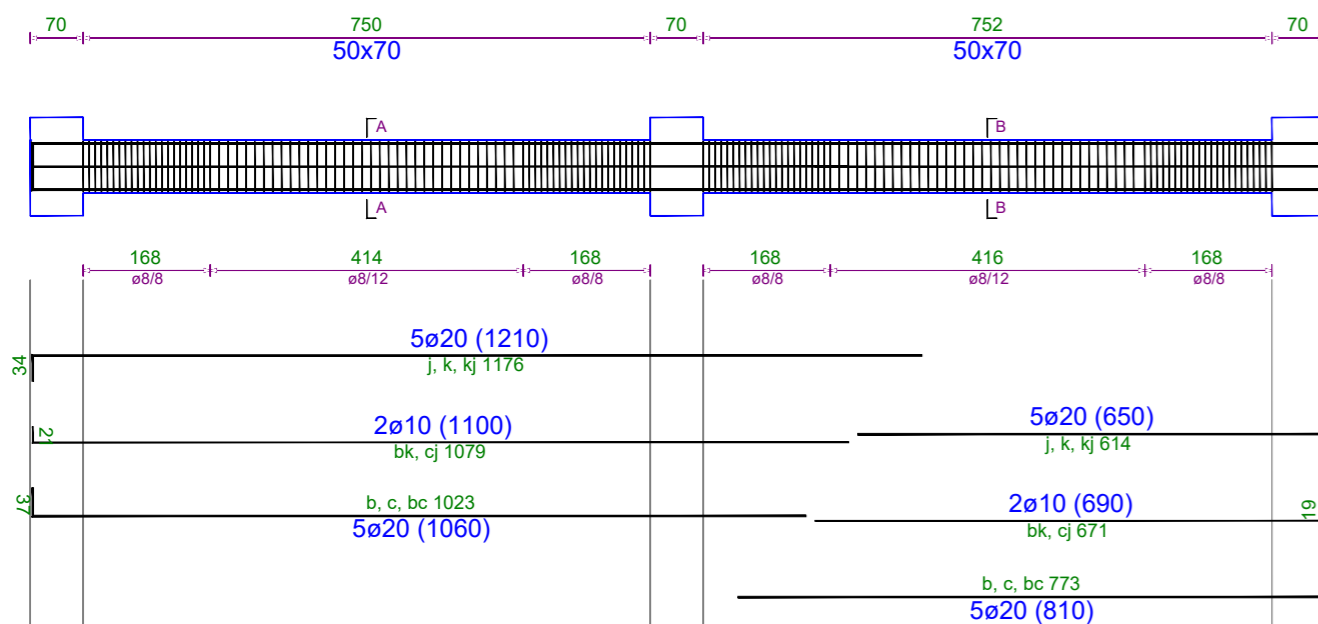 70 750 70 752 70
50x70 50x70
A B
A B
168 414 168 168 416 168
ø8/8 ø8/12 ø8/8 ø8/8 ø8/12 ø8/8
5ø20 (1210)
34
j, k, kj 1176
2ø10 (1100) 5ø20 (650)
21
bk, cj 1079 j, k, kj 614
37
b, c, bc 1023 2ø10 (690)
19
5ø20 (1060) bk, cj 671
b, c, bc 773
5ø20 (810)